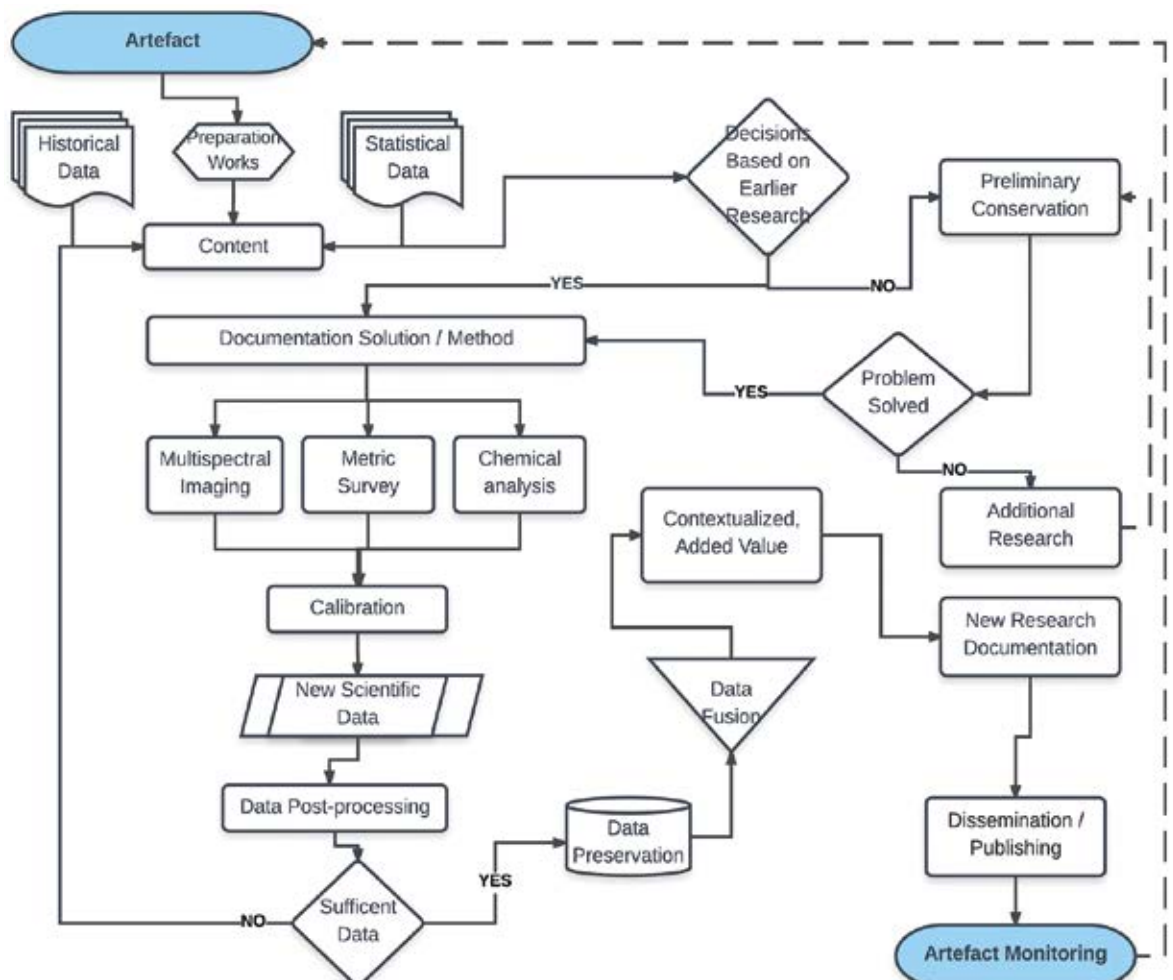 Artefact
Historical
Data
Preparation
Works
Statistical
Data
Content
Decisions
Based on
Earlier
Research
Preliminary
Conservation
YES
NO
Documentation Solution / Method
Problem
Solved
YES
NO
Multispectral
Imaging
Metric
Survey
Chemical
analysis
Additional
Research
Contextualized,
Added Value
Calibration
New Research
Documentation
New Scientific
Data
Data
Fusion
Data Post-processing
Data
Preservation
Dissemination /
Publishing
YES
NO
Sufficent
Data
Artefact Monitoring